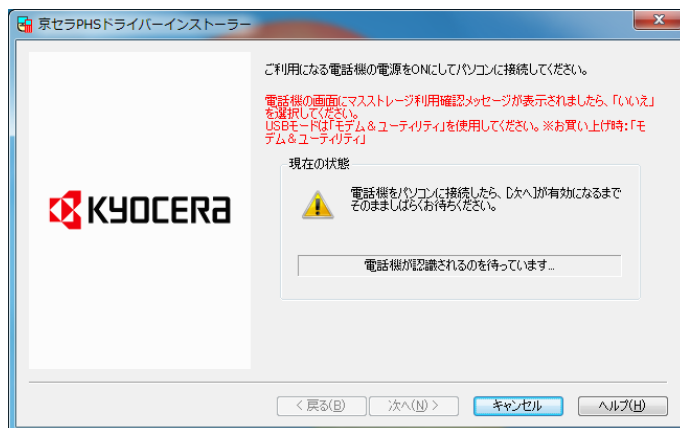 京セラPHSドライバーインストーラー
ご利用になる電話機の電源をONにしてパソコンに接続してください。
電話機の画面にマスストレージ利用確認メッセージが表示されましたら、「いいえ」
を選択してください。
USBモードは「モデム＆ユーティリティ」を使用してください。※お買い上げ時:「モ
デム＆ユーティリティ」
現在の状態
電話機をパソコンに接続したら、[次へ]が有効になるまで
そのまましばらくお待ちください。
KYOCERA
電話機が認識されるのを待っています...
< 戻る(B)
次へ(N) >
キャンセル
ヘルプ(H)